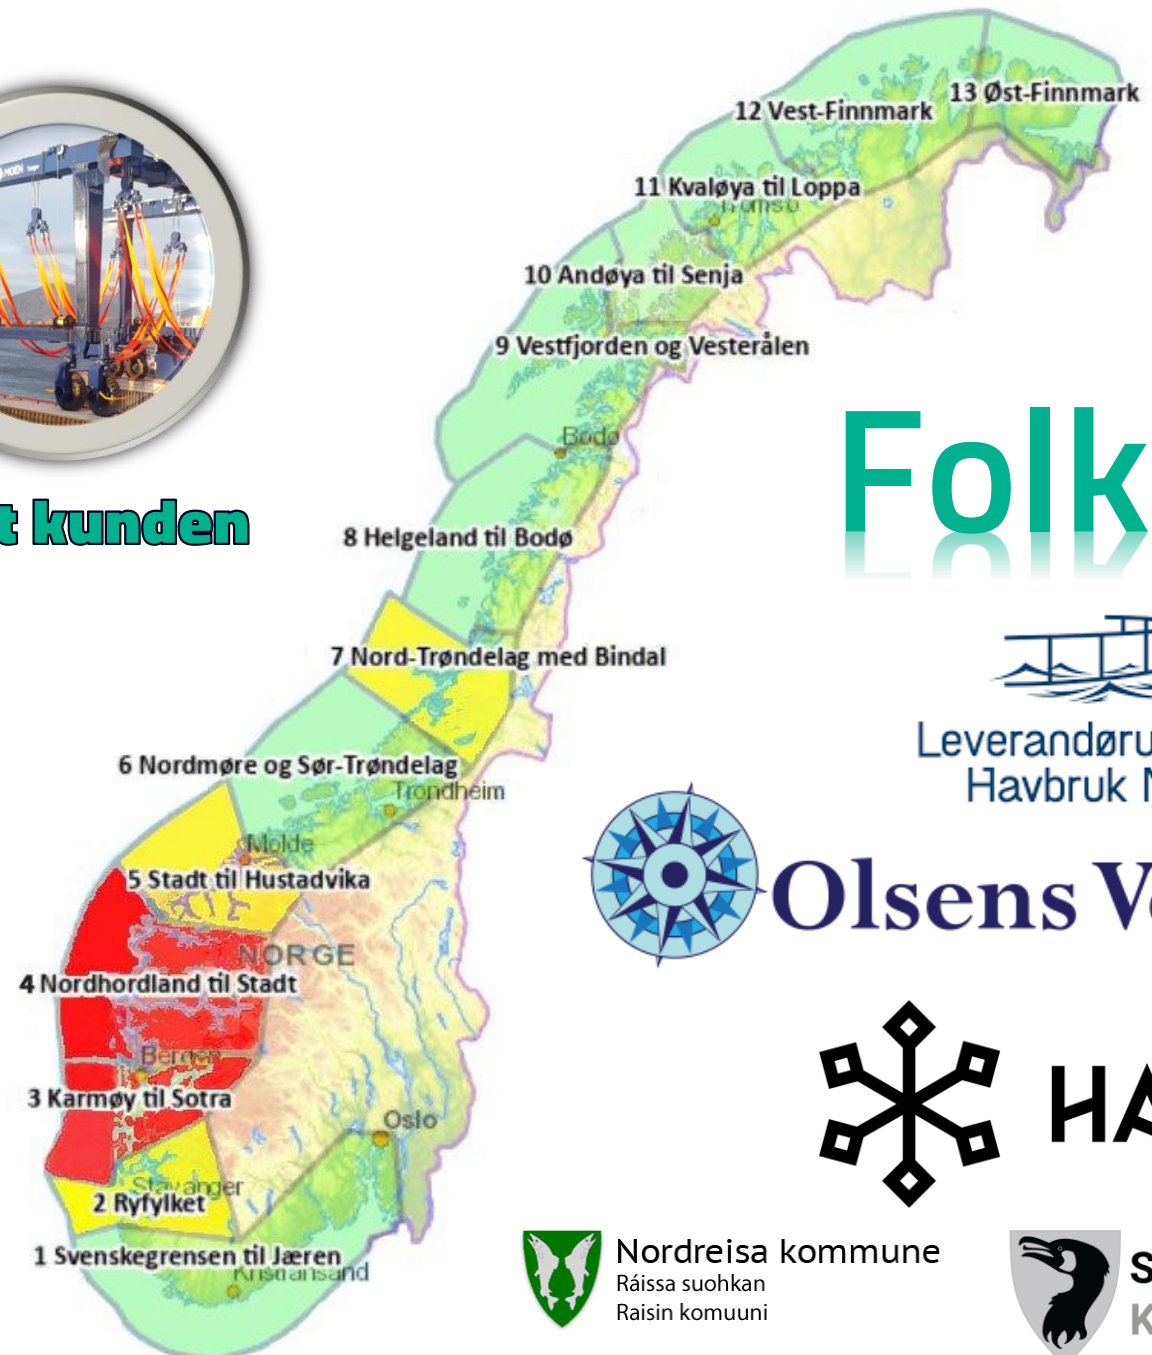 13 Øst-Finnmark
12 Vest-Finnmark
MOEN
11 Kvaløya til Loppa
Tromsø
10 Andøya til Senja
9 Vestfjorden og Vesterålen
Folk
Bodø
t kunden
8 Helgeland til Bodø
7 Nord-Trøndelag med Bindal
Leverandøru
6 Nordmøre og Sør-Trøndelag
Havbruk N
Trondheim
Molde
5 Stadt til Hustadvika
Olsens Ve
NORGE
4 Nordhordland til Stadt
Bergen
3 Karmøy til Sotra
HA
Oslo
Stavanger
2 Ryfylket
1 Svenskegrensen til Jæren
Kristiansand
Nordreisa kommune
Ráissa suohkan
Raisin komuuni
S
K